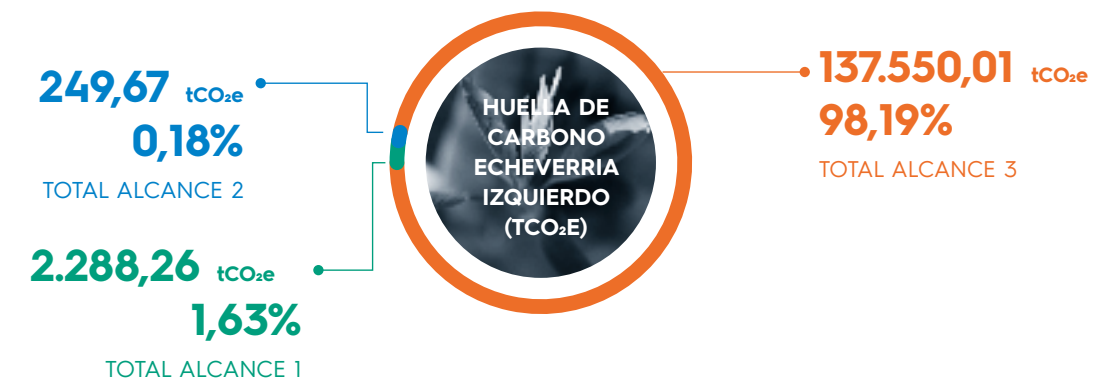 249,67 tCO₂e
0,18%
TOTAL ALCANCE 2
2.288,26 tCO₂e
1,63%
TOTAL ALCANCE 1
HUELLA DE
CARBONO
ECHEVERRIA
IZQUIERDO
(TCO₂E)
137.550,01 tCO₂e
98,19%
TOTAL ALCANCE 3